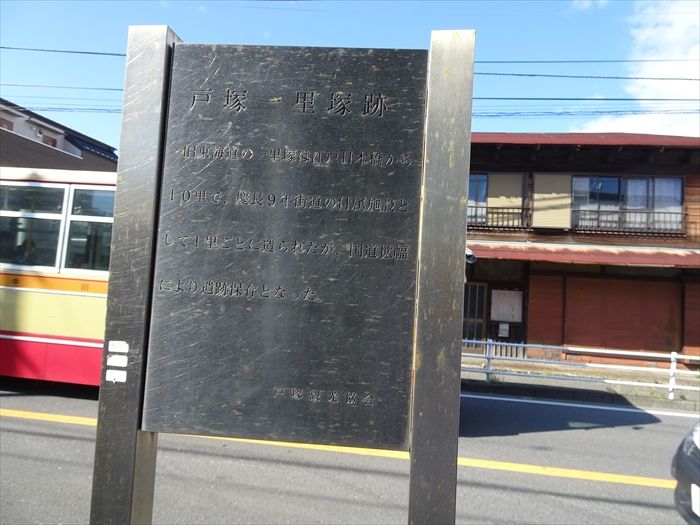 戸塚一里塚跡
旧東海道の一里塚は江戸日本橋から
10里で、慶長9年街道の付属施設と
して1里ごとに造られたが、国道拡幅
により遺跡保存となった。
戸塚観光協会